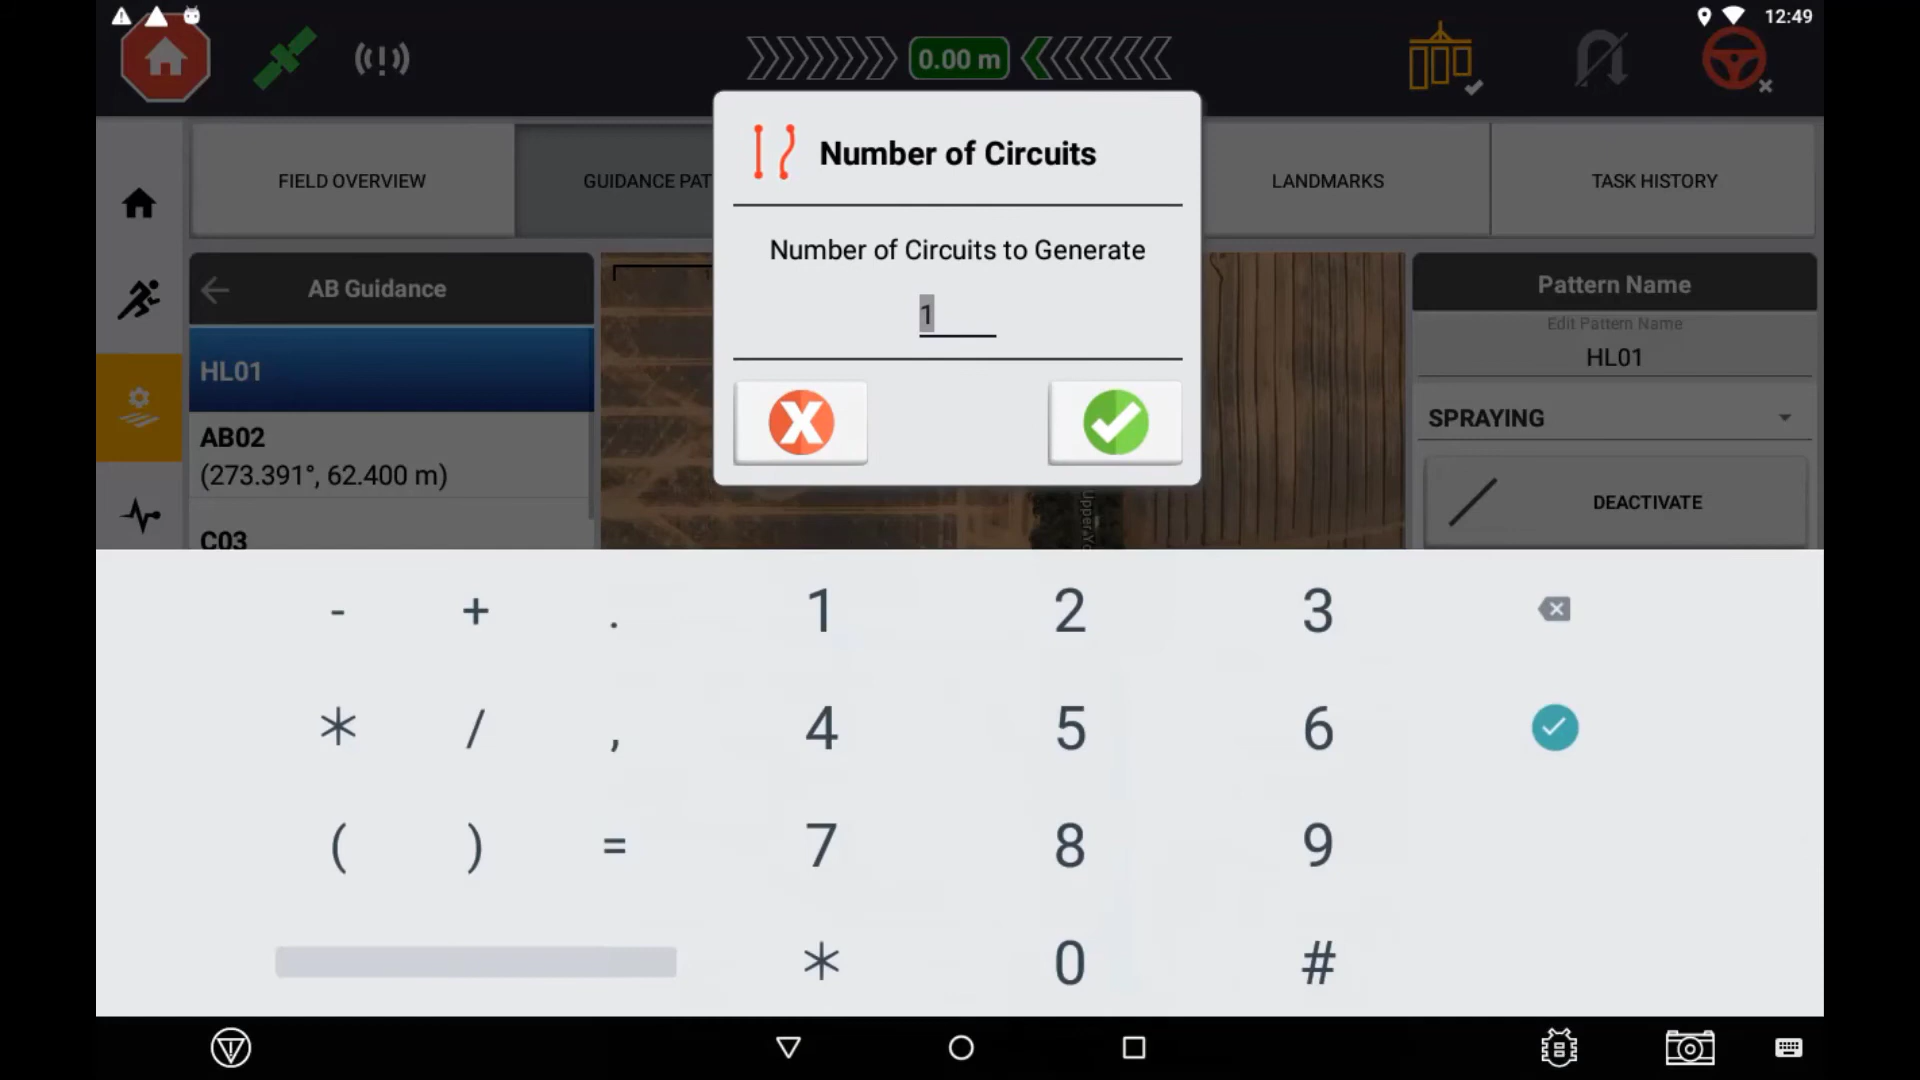 12:49
0.00 m
FIELD OVERVIEW
GUIDANCE PAT
LANDMARKS
TASK HISTORY
Number of Circuits
Number of Circuits to Generate
1
AB Guidance
HL01
AB02
(273.391°, 62.400 m)
C03
Pattern Name
Edit Pattern Name
HL01
SPRAYING
DEACTIVATE
Upper Yo
- + . 1 2 3
* / , 4 5 6
( ) = 7 8 9
* 0 #